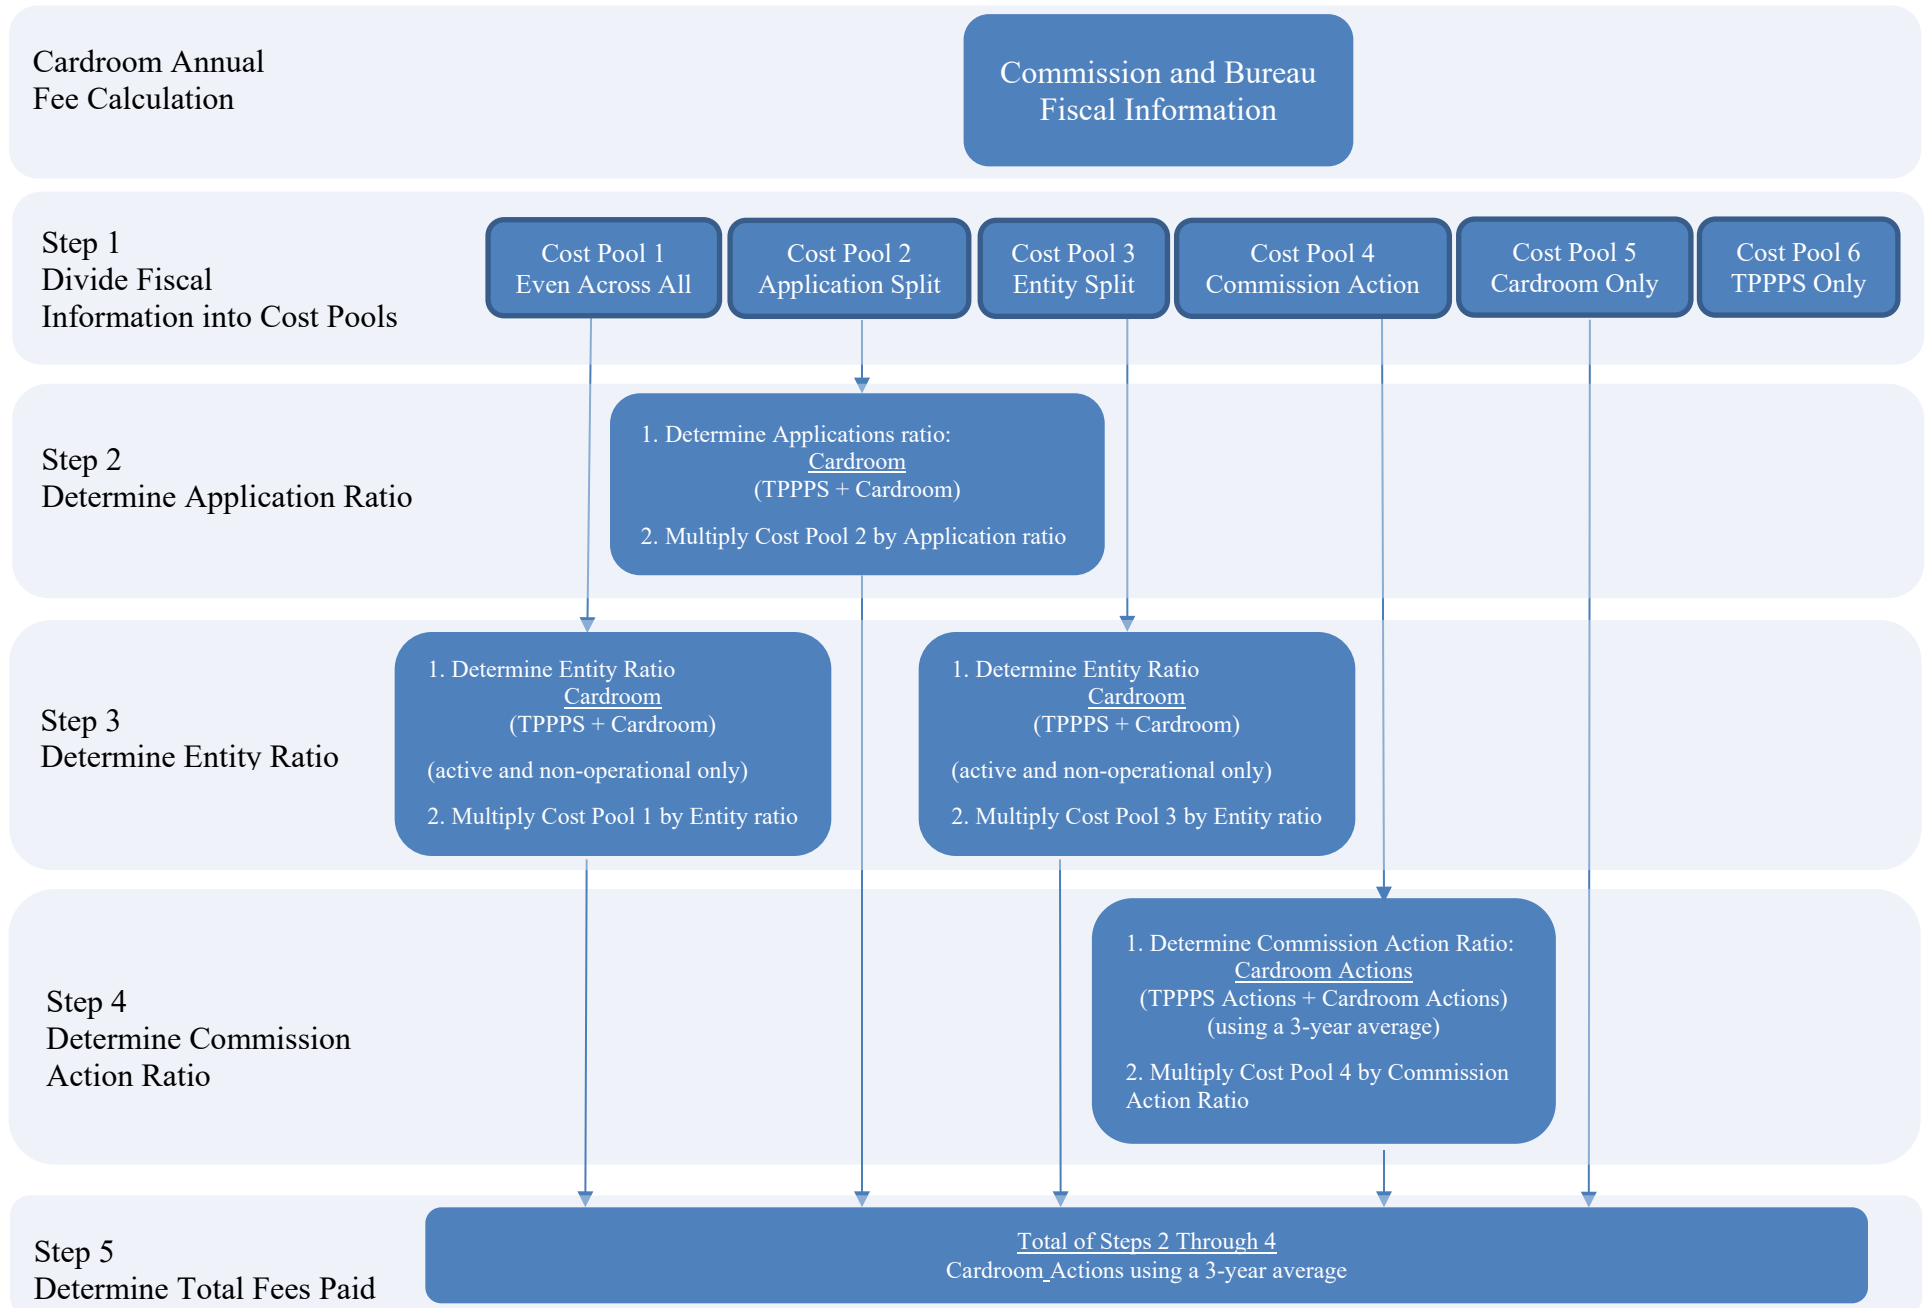 Cardroom Annual
Fee Calculation
Commission and Bureau
Fiscal Information
Step 1
Divide Fiscal
Information into Cost Pools
Cost Pool 1
Even Across All
Cost Pool 2
Application Split
Cost Pool 3
Entity Split
Cost Pool 4
Commission Action
Cost Pool 5
Cardroom Only
Cost Pool 6
TPPPS Only
Step 2
Determine Application Ratio
1. Determine Applications ratio:
Cardroom
(TPPPS + Cardroom)
2. Multiply Cost Pool 2 by Application ratio
Step 3
Determine Entity Ratio
1. Determine Entity Ratio
Cardroom
(TPPPS + Cardroom)
(active and non-operational only)
2. Multiply Cost Pool 1 by Entity ratio
1. Determine Entity Ratio
Cardroom
(TPPPS + Cardroom)
(active and non-operational only)
2. Multiply Cost Pool 3 by Entity ratio
Step 4
Determine Commission
Action Ratio
1. Determine Commission Action Ratio:
Cardroom Actions
(TPPPS Actions + Cardroom Actions)
(using a 3-year average)
2. Multiply Cost Pool 4 by Commission
Action Ratio
Step 5
Determine Total Fees Paid
Total of Steps 2 Through 4
Cardroom Actions using a 3-year average